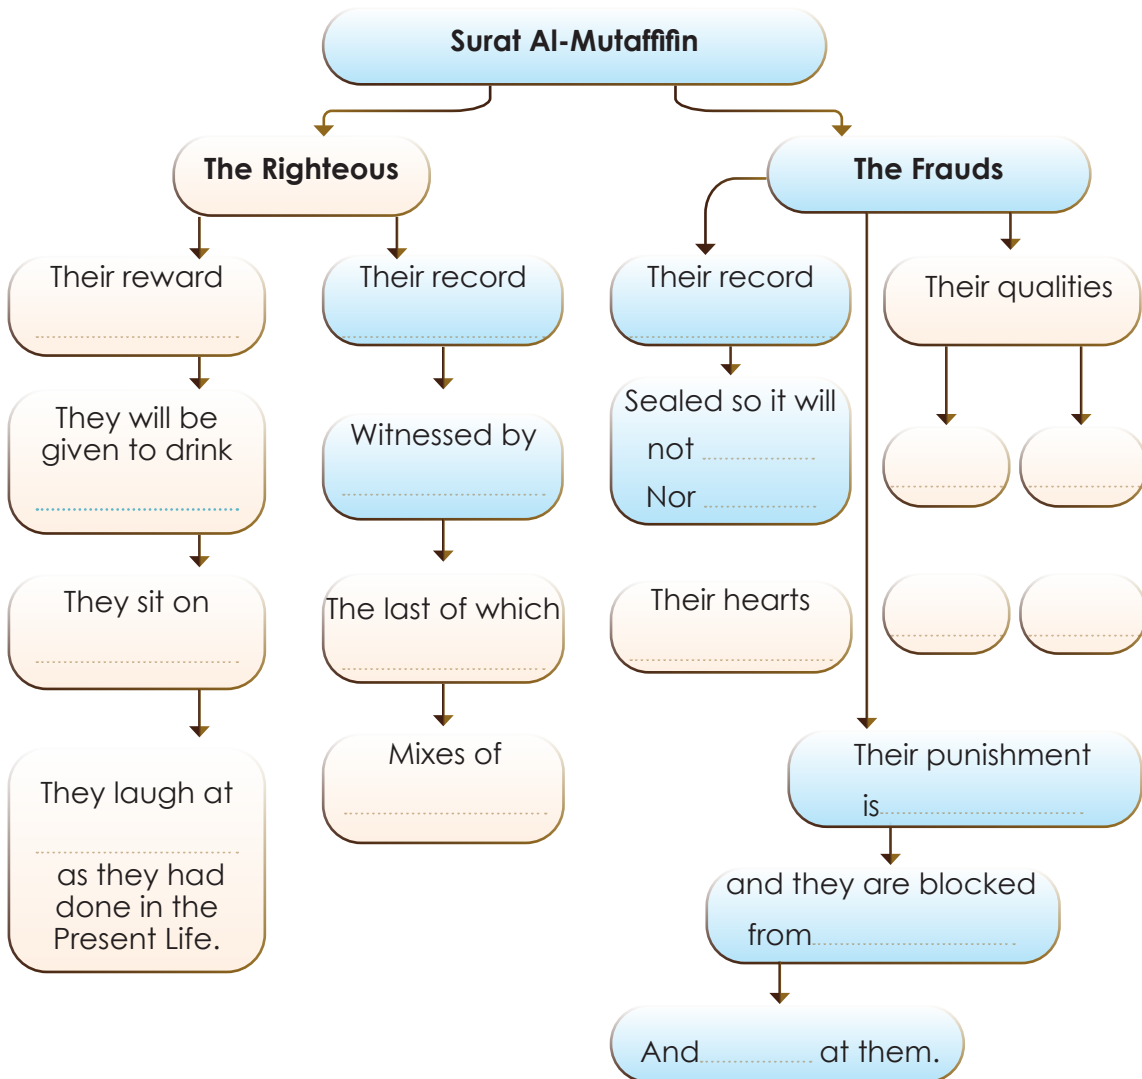 Surat Al-Mutaffifin
The Righteous
Their reward
They will be
given to drink
They sit on
They laugh at
as they had
done in the
Present Life.
Their record
Witnessed by
The last of which
Mixes of
The Frauds
Their record
Sealed so it will
not
Nor
Their hearts
Their qualities
Their punishment
is
and they are blocked
from
And at them.